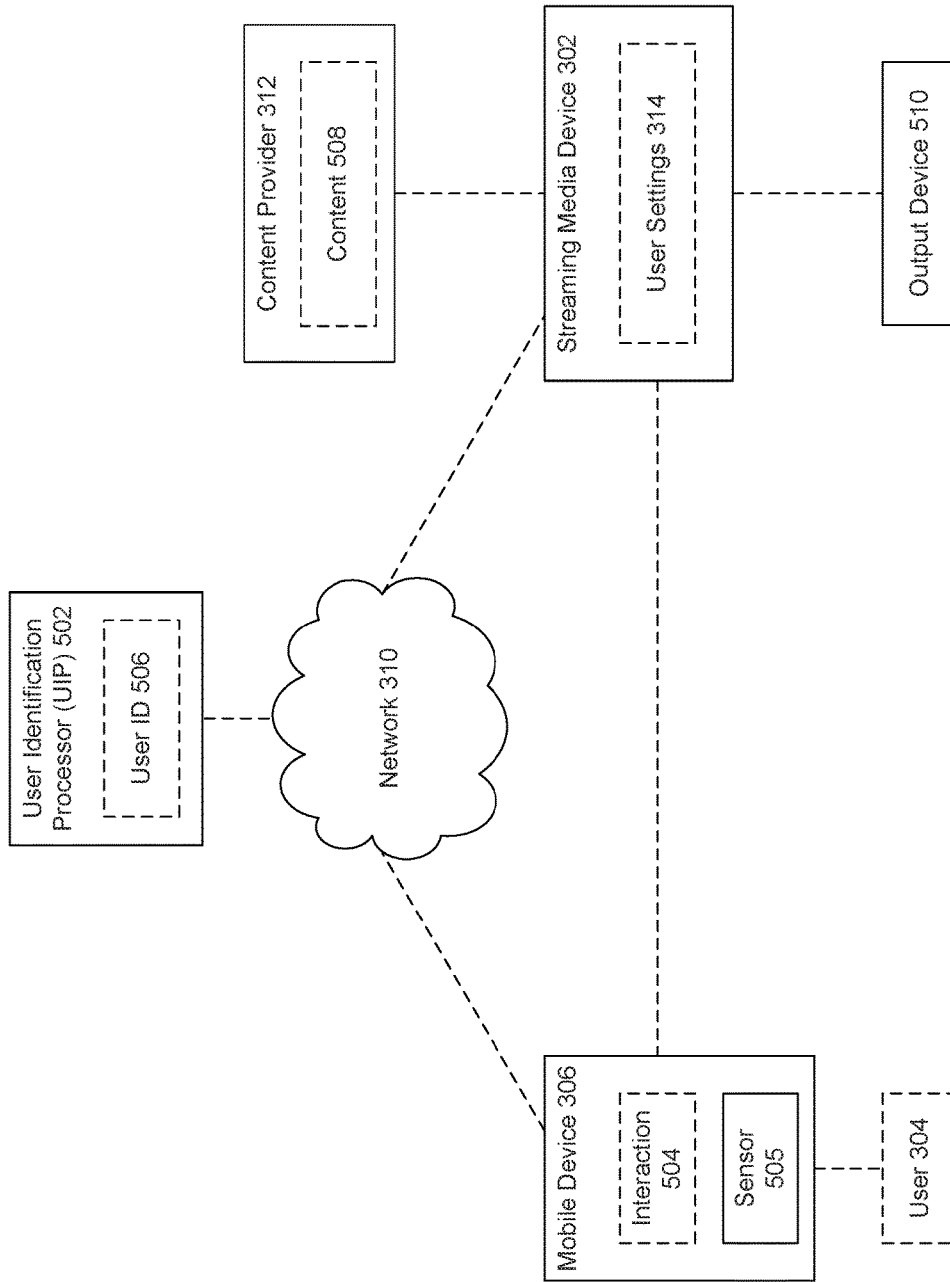 User Identification
Processor (UIP) 502
User ID 506
Content Provider 312
Content 508
Network 310
Mobile Device 306
Interaction
504
Sensor
505
User 304
Streaming Media Device 302
User Settings 314
Output Device 510